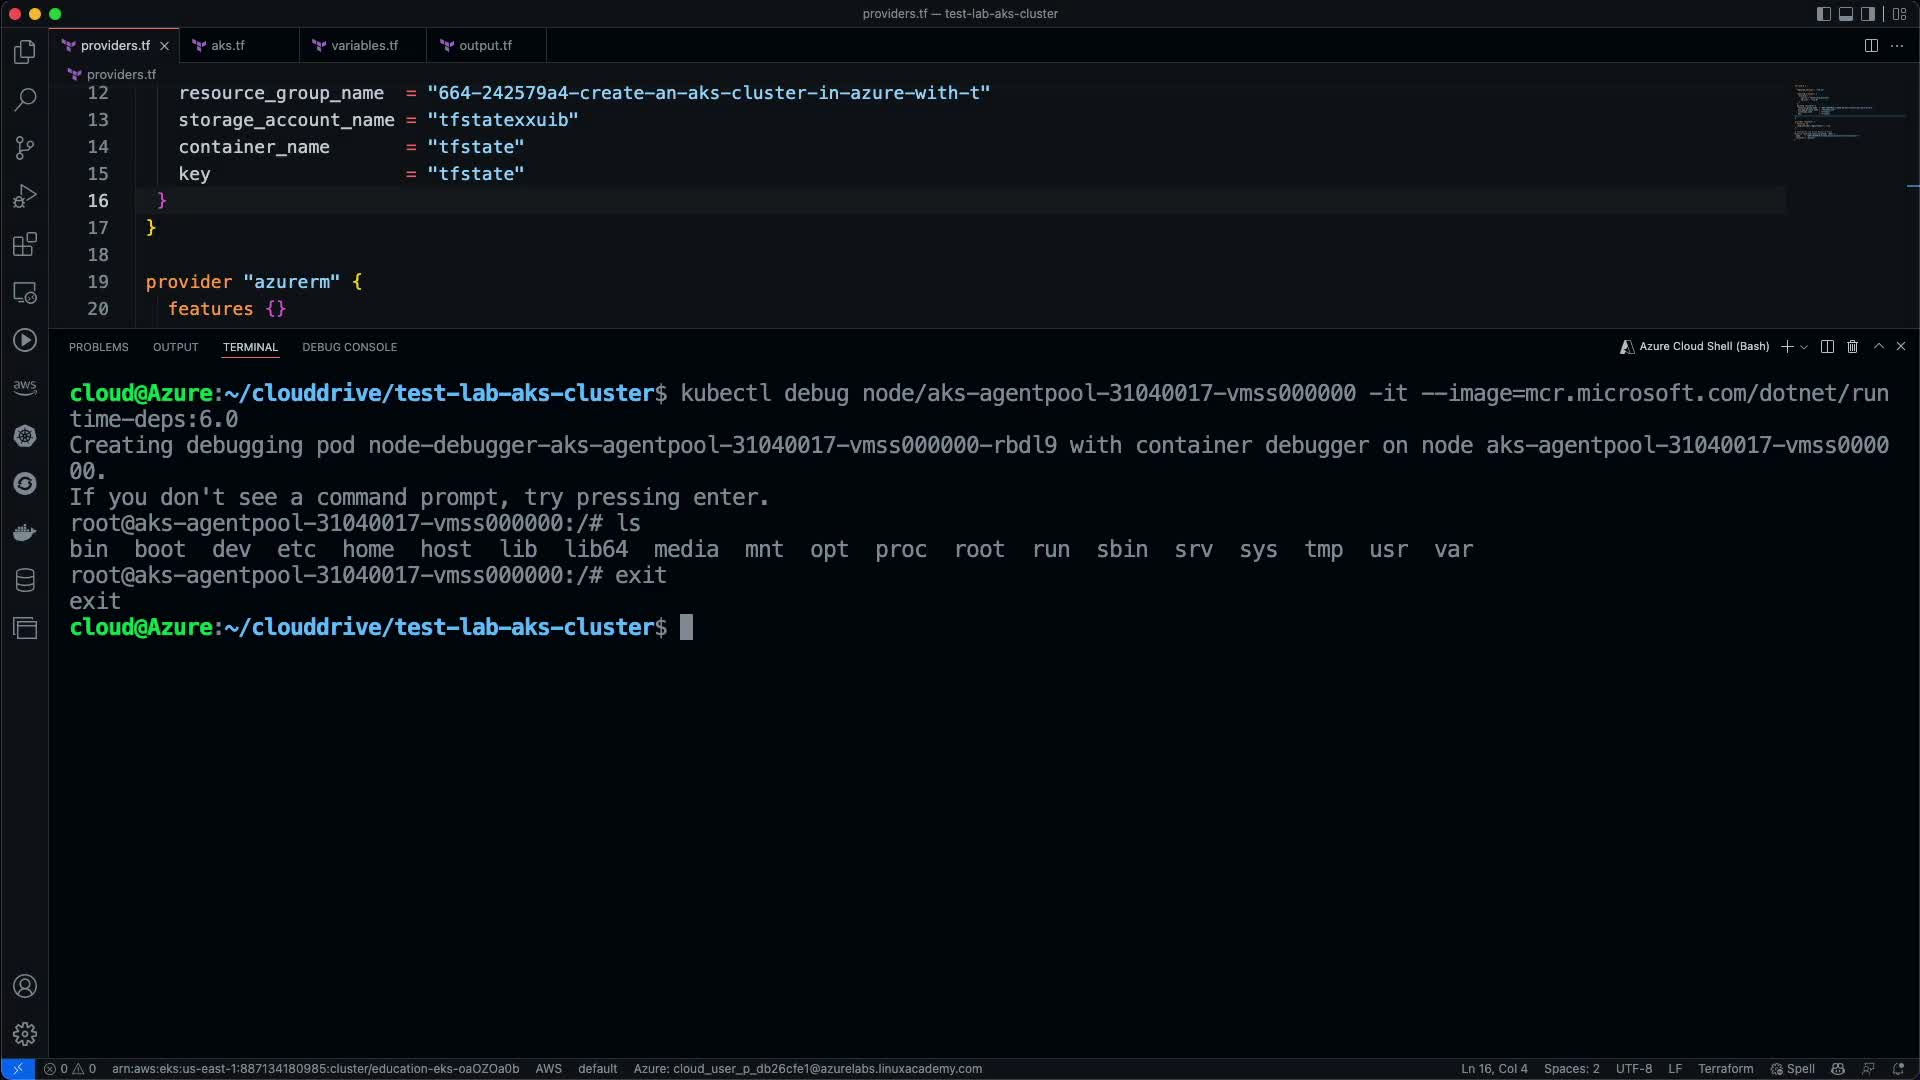 providers.tf — test-lab-aks-cluster
providers.tf aks.tf variables.tf output.tf
providers.tf
12 resource_group_name = "664-242579a4-create-an-aks-cluster-in-azure-with-t"
13 storage_account_name = "tfstatexxuib"
14 container_name = "tfstate"
15 key = "tfstate"
16 }
17 }
18
19 provider "azurerm" {
20 features {}
PROBLEMS OUTPUT TERMINAL DEBUG CONSOLE Azure Cloud Shell (Bash)
cloud@Azure:~/clouddrive/test-lab-aks-cluster$ kubectl debug node/aks-agentpool-31040017-vmss000000 -it --image=mcr.microsoft.com/dotnet/run
time-deps:6.0
Creating debugging pod node-debugger-aks-agentpool-31040017-vmss000000-rbdl9 with container debugger on node aks-agentpool-31040017-vmss0000
00.
If you don't see a command prompt, try pressing enter.
root@aks-agentpool-31040017-vmss000000:/# ls
bin boot dev etc home host lib lib64 media mnt opt proc root run sbin srv sys tmp usr var
root@aks-agentpool-31040017-vmss000000:/# exit
exit
cloud@Azure:~/clouddrive/test-lab-aks-cluster$
aws
0 0 arn:aws:eks:us-east-1:887134180985:cluster/education-eks-oaOZOa0b AWS default Azure: cloud_user_p_db26cfe1@azurelabs.linuxacademy.com Ln 16, Col 4 Spaces: 2 UTF-8 LF Terraform Spell